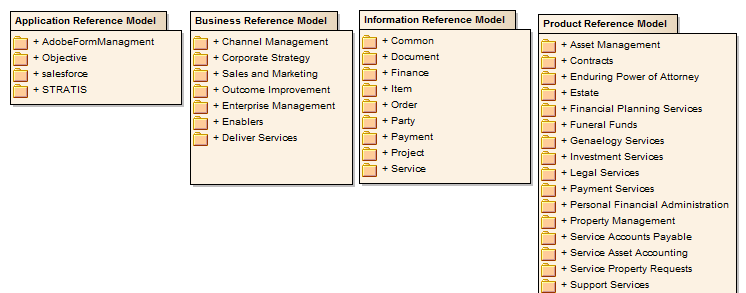 Application Reference Model
+ AdobeFormManagment
+ Objective
+ salesforce
+ STRATIS
Business Reference Model
+ Channel Management
+ Corporate Strategy
+ Sales and Marketing
+ Outcome Improvement
+ Enterprise Management
+ Enablers
+ Deliver Services
Information Reference Model
+ Common
+ Document
+ Finance
+ Item
+ Order
+ Party
+ Payment
+ Project
+ Service
Product Reference Model
+ Asset Management
+ Contracts
+ Enduring Power of Attorney
+ Estate
+ Financial Planning Services
+ Funeral Funds
+ Genaelogy Services
+ Investment Services
+ Legal Services
+ Payment Services
+ Personal Financial Administration
+ Property Management
+ Service Accounts Payable
+ Service Asset Accounting
+ Service Property Requests
+ Support Services